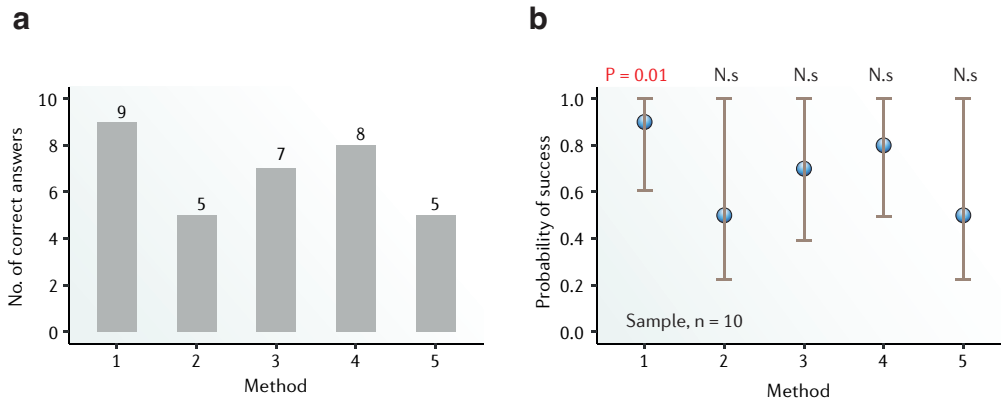 a
No. of correct answers
10
8
6
4
2
0
9
5
7
8
5
1 2 3 4 5
Method
b
P = 0.01 N.s N.s N.s N.s
Probability of success
1.0
0.8
0.6
0.4
0.2
0.0
Sample, n = 10
1 2 3 4 5
Method